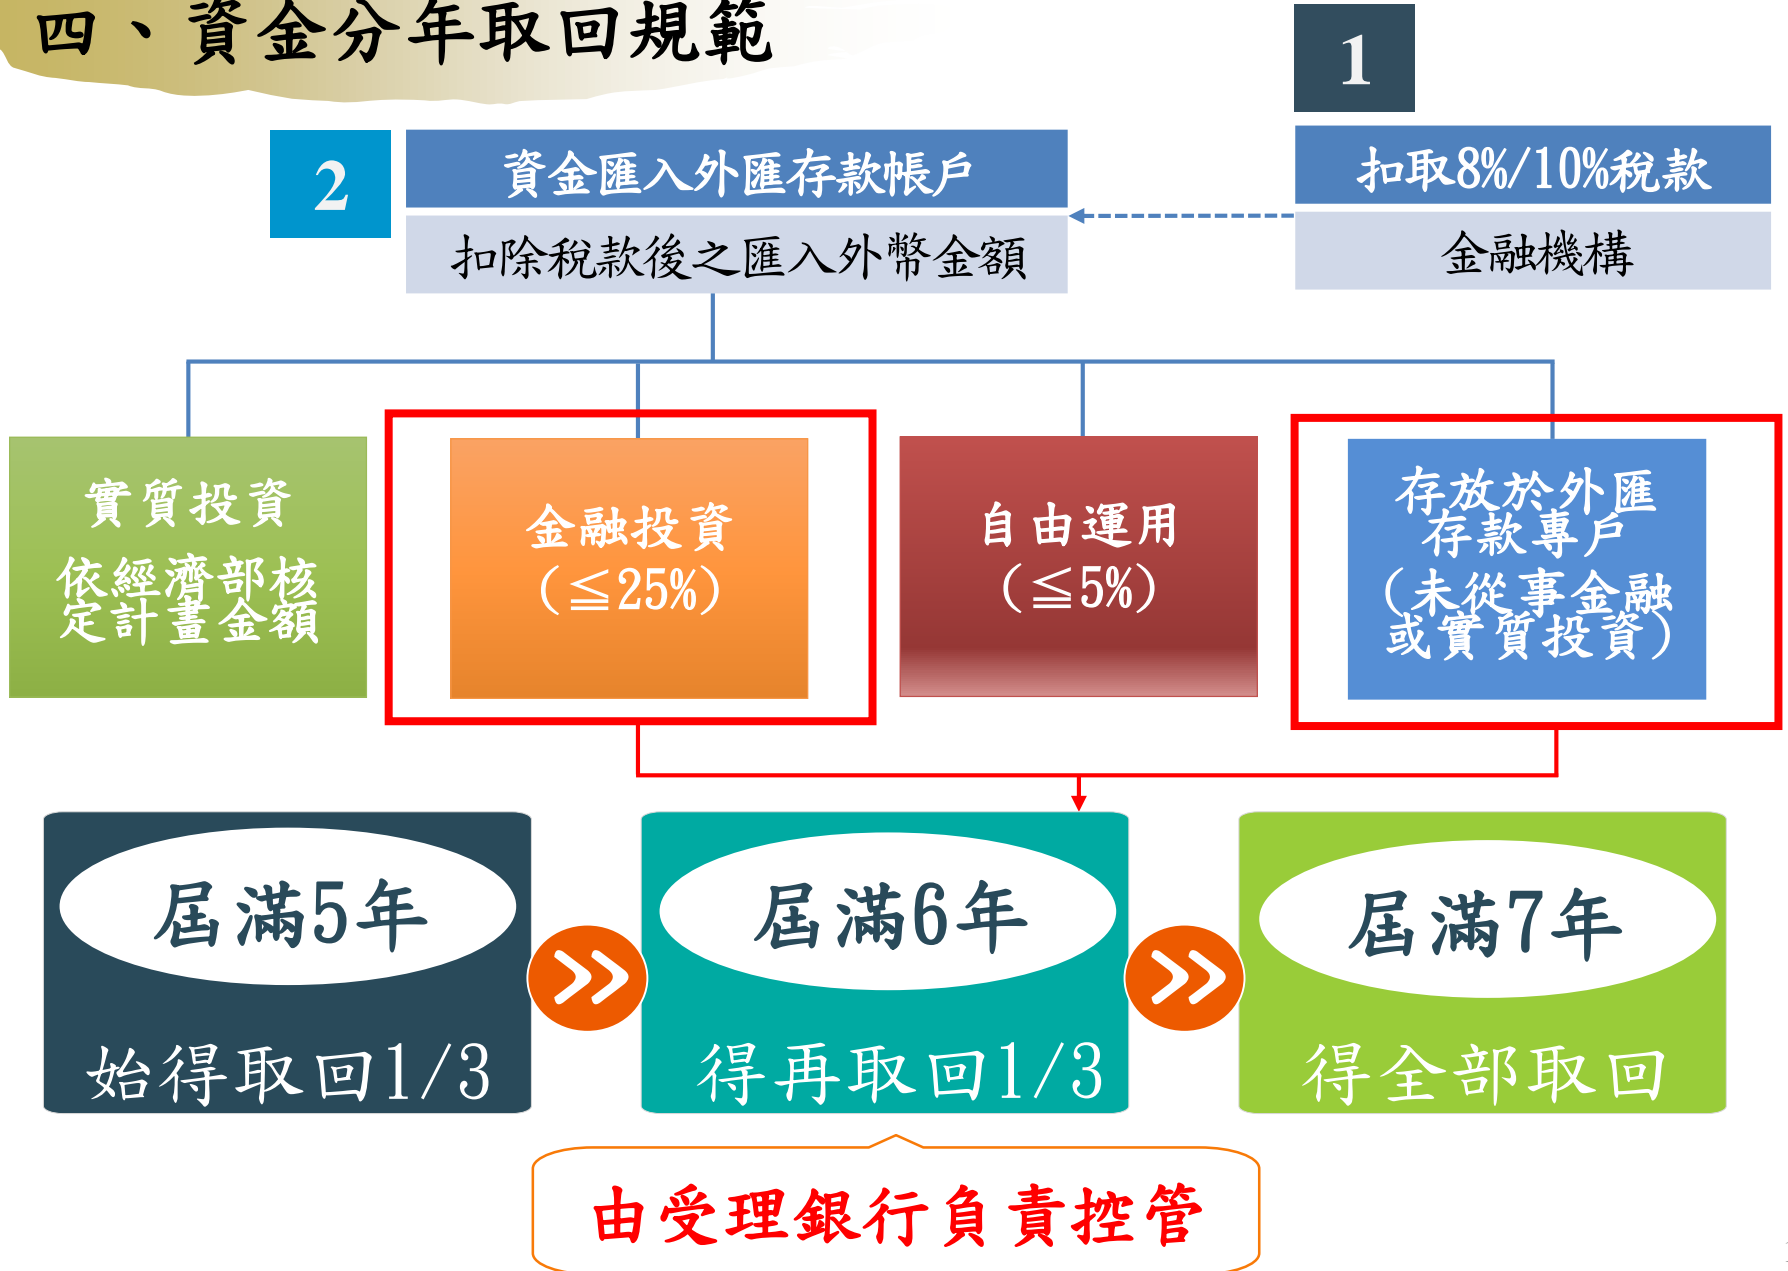 四、資金分年取回規範
1
扣取8%/10%稅款
金融機構
2
資金匯入外匯存款帳戶
扣除稅款後之匯入外幣金額
實質投資
依經濟部核
定計畫金額
金融投資
(≦25%)
自由運用
(≦5%)
存放於外匯
存款專戶
(未從事金融
或實質投資)
屆滿5年
始得取回1/3
屆滿6年
得再取回1/3
屆滿7年
得全部取回
由受理銀行負責控管